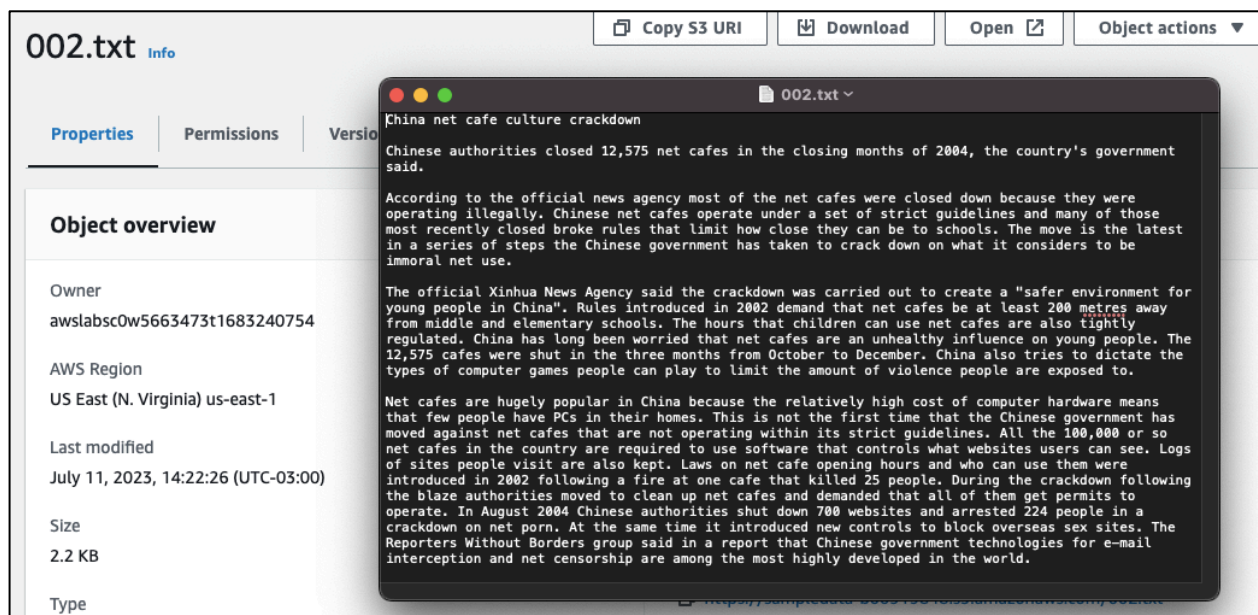 002.txt Info
Copy S3 URI
Download
Open
Object actions
Properties
Permissions
Object overview
Owner
awslabsc0w5663473t1683240754
AWS Region
US East (N. Virginia) us-east-1
Last modified
July 11, 2023, 14:22:26 (UTC-03:00)
Size
2.2 KB
Type
002.txt
China net cafe culture crackdown
Chinese authorities closed 12,575 net cafes in the closing months of 2004, the country's government
said.
According to the official news agency most of the net cafes were closed down because they were
operating illegally. Chinese net cafes operate under a set of strict guidelines and many of those
most recently closed broke rules that limit how close they can be to schools. The move is the latest
in a series of steps the Chinese government has taken to crack down on what it considers to be
immoral net use.
The official Xinhua News Agency said the crackdown was carried out to create a "safer environment for
young people in China". Rules introduced in 2002 demand that net cafes be at least 200 metres away
from middle and elementary schools. The hours that children can use net cafes are also tightly
regulated. China has long been worried that net cafes are an unhealthy influence on young people. The
12,575 cafes were shut in the three months from October to December. China also tries to dictate the
types of computer games people can play to limit the amount of violence people are exposed to.
Net cafes are hugely popular in China because the relatively high cost of computer hardware means
that few people have PCs in their homes. This is not the first time that the Chinese government has
moved against net cafes that are not operating within its strict guidelines. All the 100,000 or so
net cafes in the country are required to use software that controls what websites users can see. Logs
of sites people visit are also kept. Laws on net cafe opening hours and who can use them were
introduced in 2002 following a fire at one cafe that killed 25 people. During the crackdown following
the blaze authorities moved to clean up net cafes and demanded that all of them get permits to
operate. In August 2004 Chinese authorities shut down 700 websites and arrested 224 people in a
crackdown on net porn. At the same time it introduced new controls to block overseas sex sites. The
Reporters Without Borders group said in a report that Chinese government technologies for e-mail
interception and net censorship are among the most highly developed in the world.